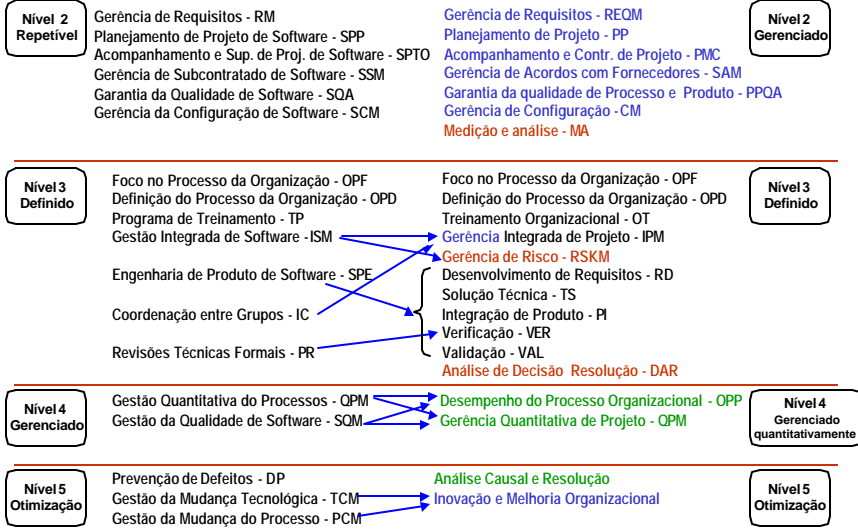 Nível 2
Repetível
Gerência de Requisitos - RM
Planejamento de Projeto de Software - SPP
Acompanhamento e Sup. de Proj. de Software - SPTO
Gerência de Subcontratado de Software - SSM
Garantia da Qualidade de Software - SQA
Gerência da Configuração de Software - SCM
Gerência de Requisitos - REQM
Planejamento de Projeto - PP
Acompanhamento e Contr. de Projeto - PMC
Gerência de Acordos com Fornecedores - SAM
Garantia da qualidade de Processo e Produto - PPQA
Gerência de Configuração - CM
Medição e análise - MA
Nível 2
Gerenciado
Nível 3
Definido
Foco no Processo da Organização - OPF
Definição do Processo da Organização - OPD
Programa de Treinamento - TP
Gestão Integrada de Software - ISM
Engenharia de Produto de Software - SPE
Coordenação entre Grupos - IC
Revisões Técnicas Formais - PR
Foco no Processo da Organização - OPF
Definição do Processo da Organização - OPD
Treinamento Organizacional - OT
Gerência Integrada de Projeto - IPM
Gerência de Risco - RSKM
Desenvolvimento de Requisitos - RD
Solução Técnica - TS
Integração de Produto - PI
Verificação - VER
Validação - VAL
Análise de Decisão Resolução - DAR
Nível 3
Definido
Nível 4
Gerenciado
Gestão Quantitativa do Processos - QPM
Gestão da Qualidade de Software - SQM
Desempenho do Processo Organizacional - OPP
Gerência Quantitativa de Projeto - QPM
Nível 4
Gerenciado
quantitativamente
Nível 5
Otimização
Prevenção de Defeitos - DP
Gestão da Mudança Tecnológica - TCM
Gestão da Mudança do Processo - PCM
Análise Causal e Resolução
Inovação e Melhoria Organizacional
Nível 5
Otimização